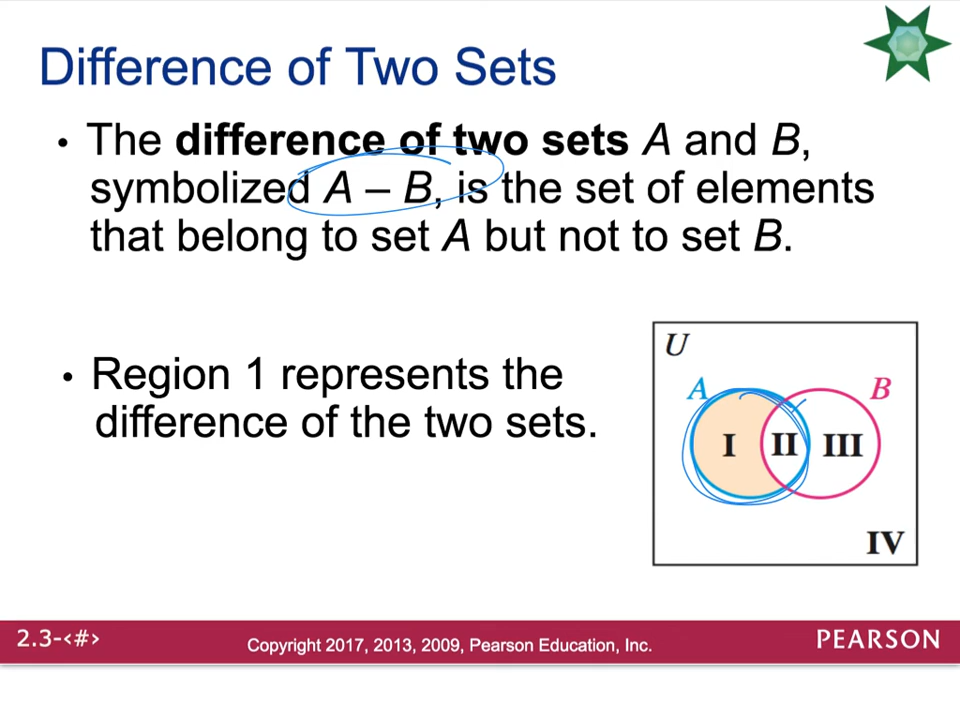 Difference of Two Sets
• The difference of two sets A and B,
symbolized A – B, is the set of elements
that belong to set A but not to set B.
• Region 1 represents the
difference of the two sets.
U
A
B
I II III
IV
2.3-‹#›
Copyright 2017, 2013, 2009, Pearson Education, Inc.
PEARSON